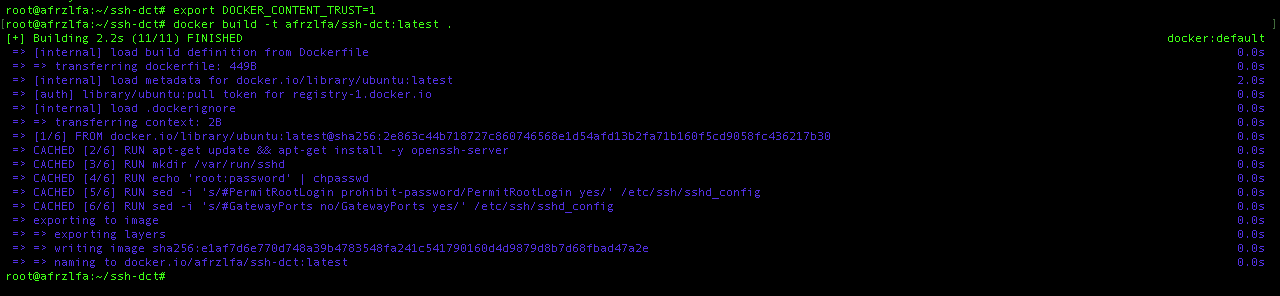 root@afrzlfa:~/ssh-dct# export DOCKER_CONTENT_TRUST=1
[root@afrzlfa:~/ssh-dct# docker build -t afrzlfa/ssh-dct:latest . ]
[+] Building 2.2s (11/11) FINISHED docker:default
=> [internal] load build definition from Dockerfile 0.0s
=> => transferring dockerfile: 449B 0.0s
=> [internal] load metadata for docker.io/library/ubuntu:latest 2.0s
=> [auth] library/ubuntu:pull token for registry-1.docker.io 0.0s
=> [internal] load .dockerignore 0.0s
=> => transferring context: 2B 0.0s
=> [1/6] FROM docker.io/library/ubuntu:latest@sha256:2e863c44b718727c860746568e1d54afd13b2fa71b160f5cd9058fc436217b30 0.0s
=> CACHED [2/6] RUN apt-get update && apt-get install -y openssh-server 0.0s
=> CACHED [3/6] RUN mkdir /var/run/sshd 0.0s
=> CACHED [4/6] RUN echo 'root:password' | chpasswd 0.0s
=> CACHED [5/6] RUN sed -i 's/#PermitRootLogin prohibit-password/PermitRootLogin yes/' /etc/ssh/sshd_config 0.0s
=> CACHED [6/6] RUN sed -i 's/#GatewayPorts no/GatewayPorts yes/' /etc/ssh/sshd_config 0.0s
=> exporting to image 0.0s
=> => exporting layers 0.0s
=> => writing image sha256:e1af7d6e770d748a39b4783548fa241c541790160d4d9879d8b7d68fbad47a2e 0.0s
=> => naming to docker.io/afrzlfa/ssh-dct:latest 0.0s
root@afrzlfa:~/ssh-dct#